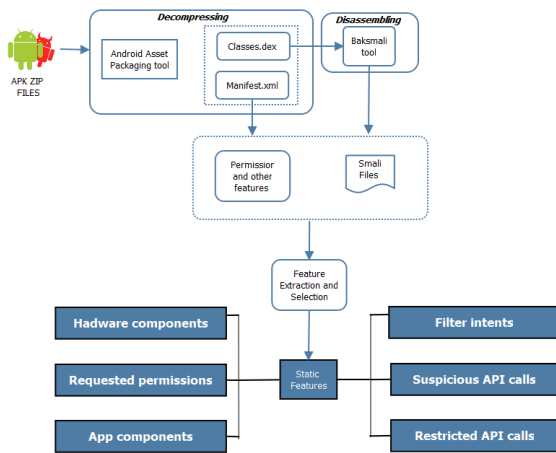 Decompressing
Disassembling
APK ZIP
FILES
Android Asset
Packaging tool
Classes.dex
Manifest.xml
Baksmali
tool
Permissior
and other
features
Smali
Files
Feature
Extraction and
Selection
Hadware components
Requested permissions
App components
Static
Features
Filter intents
Suspicious API calls
Restricted API calls